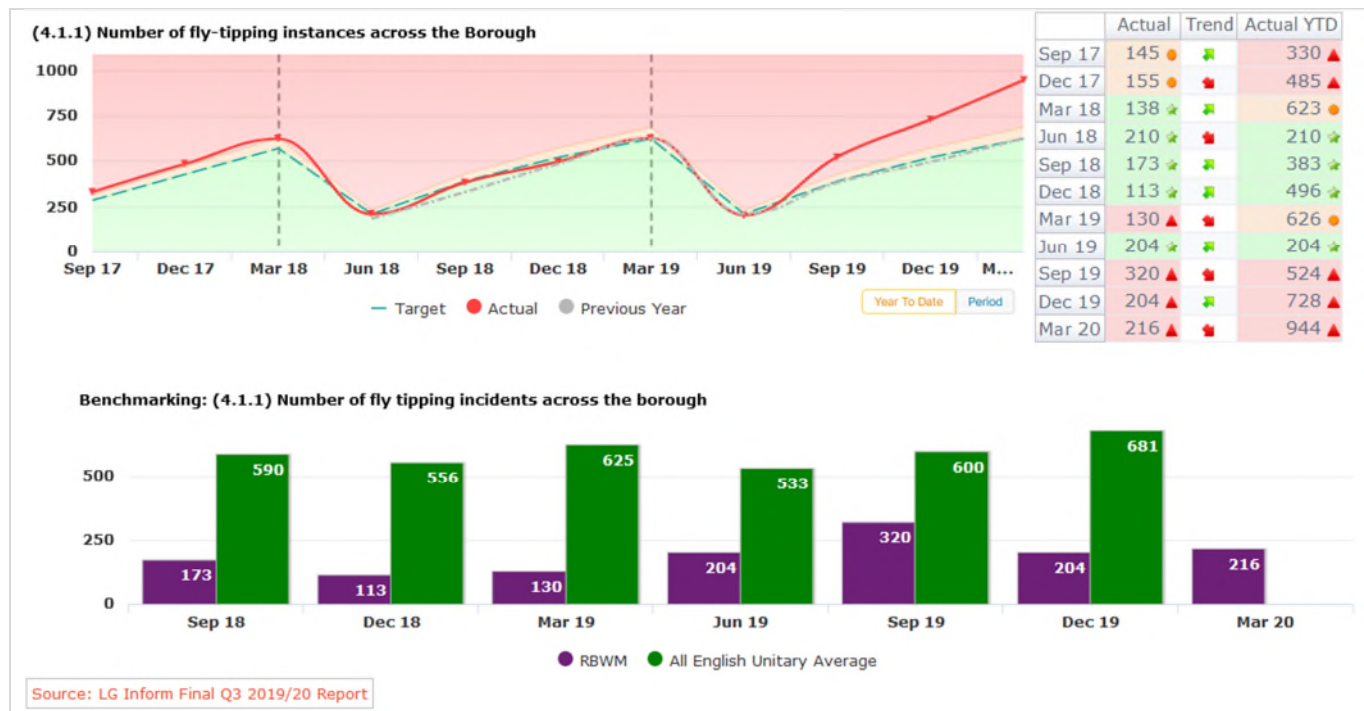 (4.1.1) Number of fly-tipping instances across the Borough
1000
750
500
250
0
Sep 17 Dec 17 Mar 18 Jun 18 Sep 18 Dec 18 Mar 19 Jun 19 Sep 19 Dec 19 M...
Target Actual Previous Year
Year To Date Period
Actual Trend Actual YTD
Sep 17 145 330
Dec 17 155 485
Mar 18 138 623
Jun 18 210 210
Sep 18 173 383
Dec 18 113 496
Mar 19 130 626
Jun 19 204 204
Sep 19 320 524
Dec 19 204 728
Mar 20 216 944
Benchmarking: (4.1.1) Number of fly tipping incidents across the borough
500
250
0
173 590 113 556 130 625 204 533 320 600 204 681 216
Sep 18 Dec 18 Mar 19 Jun 19 Sep 19 Dec 19 Mar 20
RBWM All English Unitary Average
Source: LG Inform Final Q3 2019/20 Report